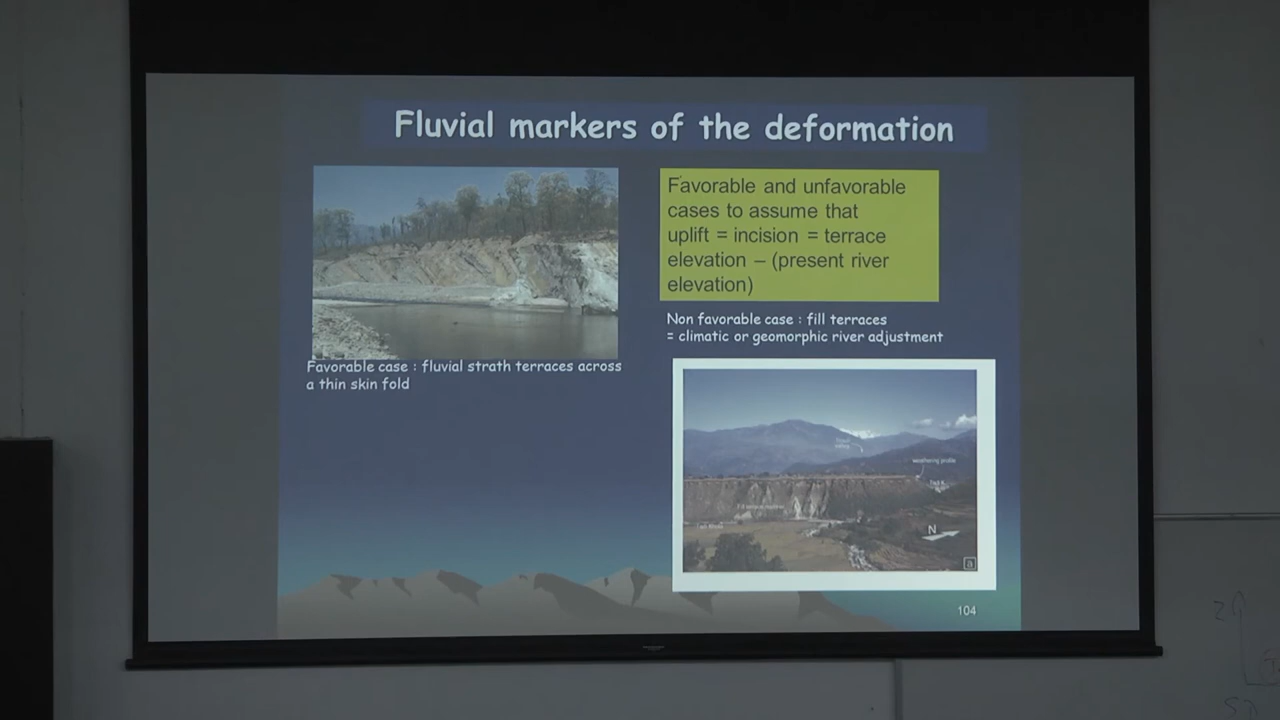 Fluvial markers of the deformation
Favorable and unfavorable
cases to assume that
uplift = incision = terrace
elevation – (present river
elevation)
Non favorable case : fill terraces
= climatic or geomorphic river adjustment
Favorable case : fluvial strath terraces across
a thin skin fold
weathering profile
N
a
104